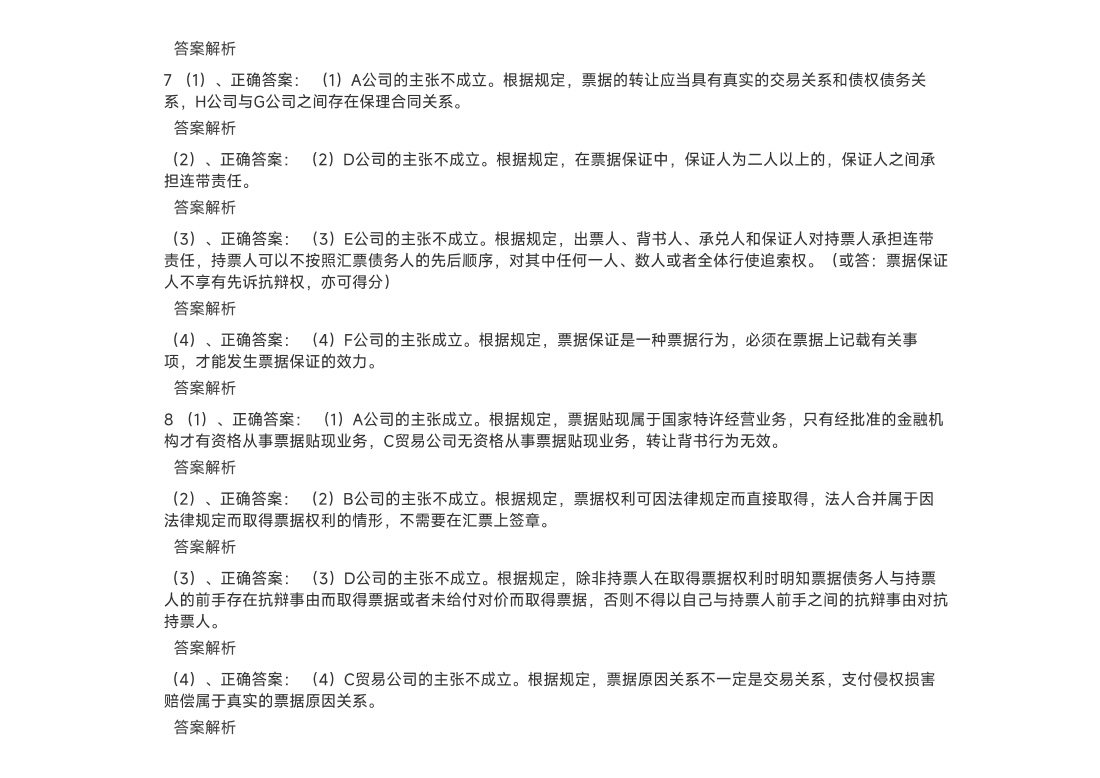 答案解析
7 （1）、正确答案： （1）A公司的主张不成立。根据规定，票据的转让应当具有真实的交易关系和债权债务关
系，H公司与G公司之间存在保理合同关系。
答案解析
（2）、正确答案： （2）D公司的主张不成立。根据规定，在票据保证中，保证人为二人以上的，保证人之间承
担连带责任。
答案解析
（3）、正确答案： （3）E公司的主张不成立。根据规定，出票人、背书人、承兑人和保证人对持票人承担连带
责任，持票人可以不按照汇票债务人的先后顺序，对其中任何一人、数人或者全体行使追索权。（或答：票据保证
人不享有先诉抗辩权，亦可得分）
答案解析
（4）、正确答案： （4）F公司的主张成立。根据规定，票据保证是一种票据行为，必须在票据上记载有关事
项，才能发生票据保证的效力。
答案解析
8 （1）、正确答案： （1）A公司的主张成立。根据规定，票据贴现属于国家特许经营业务，只有经批准的金融机
构才有资格从事票据贴现业务，C贸易公司无资格从事票据贴现业务，转让背书行为无效。
答案解析
（2）、正确答案： （2）B公司的主张不成立。根据规定，票据权利可因法律规定而直接取得，法人合并属于因
法律规定而取得票据权利的情形，不需要在汇票上签章。
答案解析
（3）、正确答案： （3）D公司的主张不成立。根据规定，除非持票人在取得票据权利时明知票据债务人与持票
人的前手存在抗辩事由而取得票据或者未给付对价而取得票据，否则不得以自己与持票人前手之间的抗辩事由对抗
持票人。
答案解析
（4）、正确答案： （4）C贸易公司的主张不成立。根据规定，票据原因关系不一定是交易关系，支付侵权损害
赔偿属于真实的票据原因关系。
答案解析